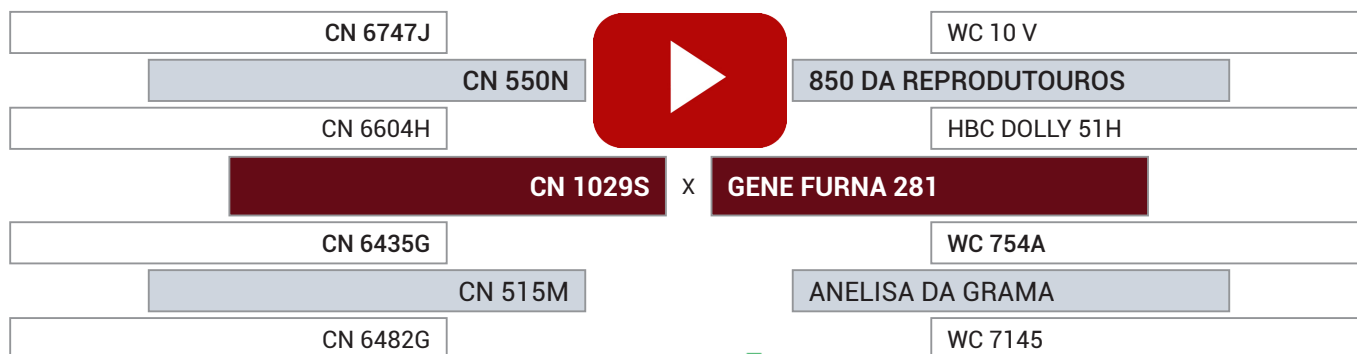 CN 6747J WC 10 V
CN 550N 850 DA REPRODUTOUROS
CN 6604H HBC DOLLY 51H
CN 1029S X GENE FURNA 281
CN 6435G WC 754A
CN 515M ANELISA DA GRAMA
CN 6482G WC 7145